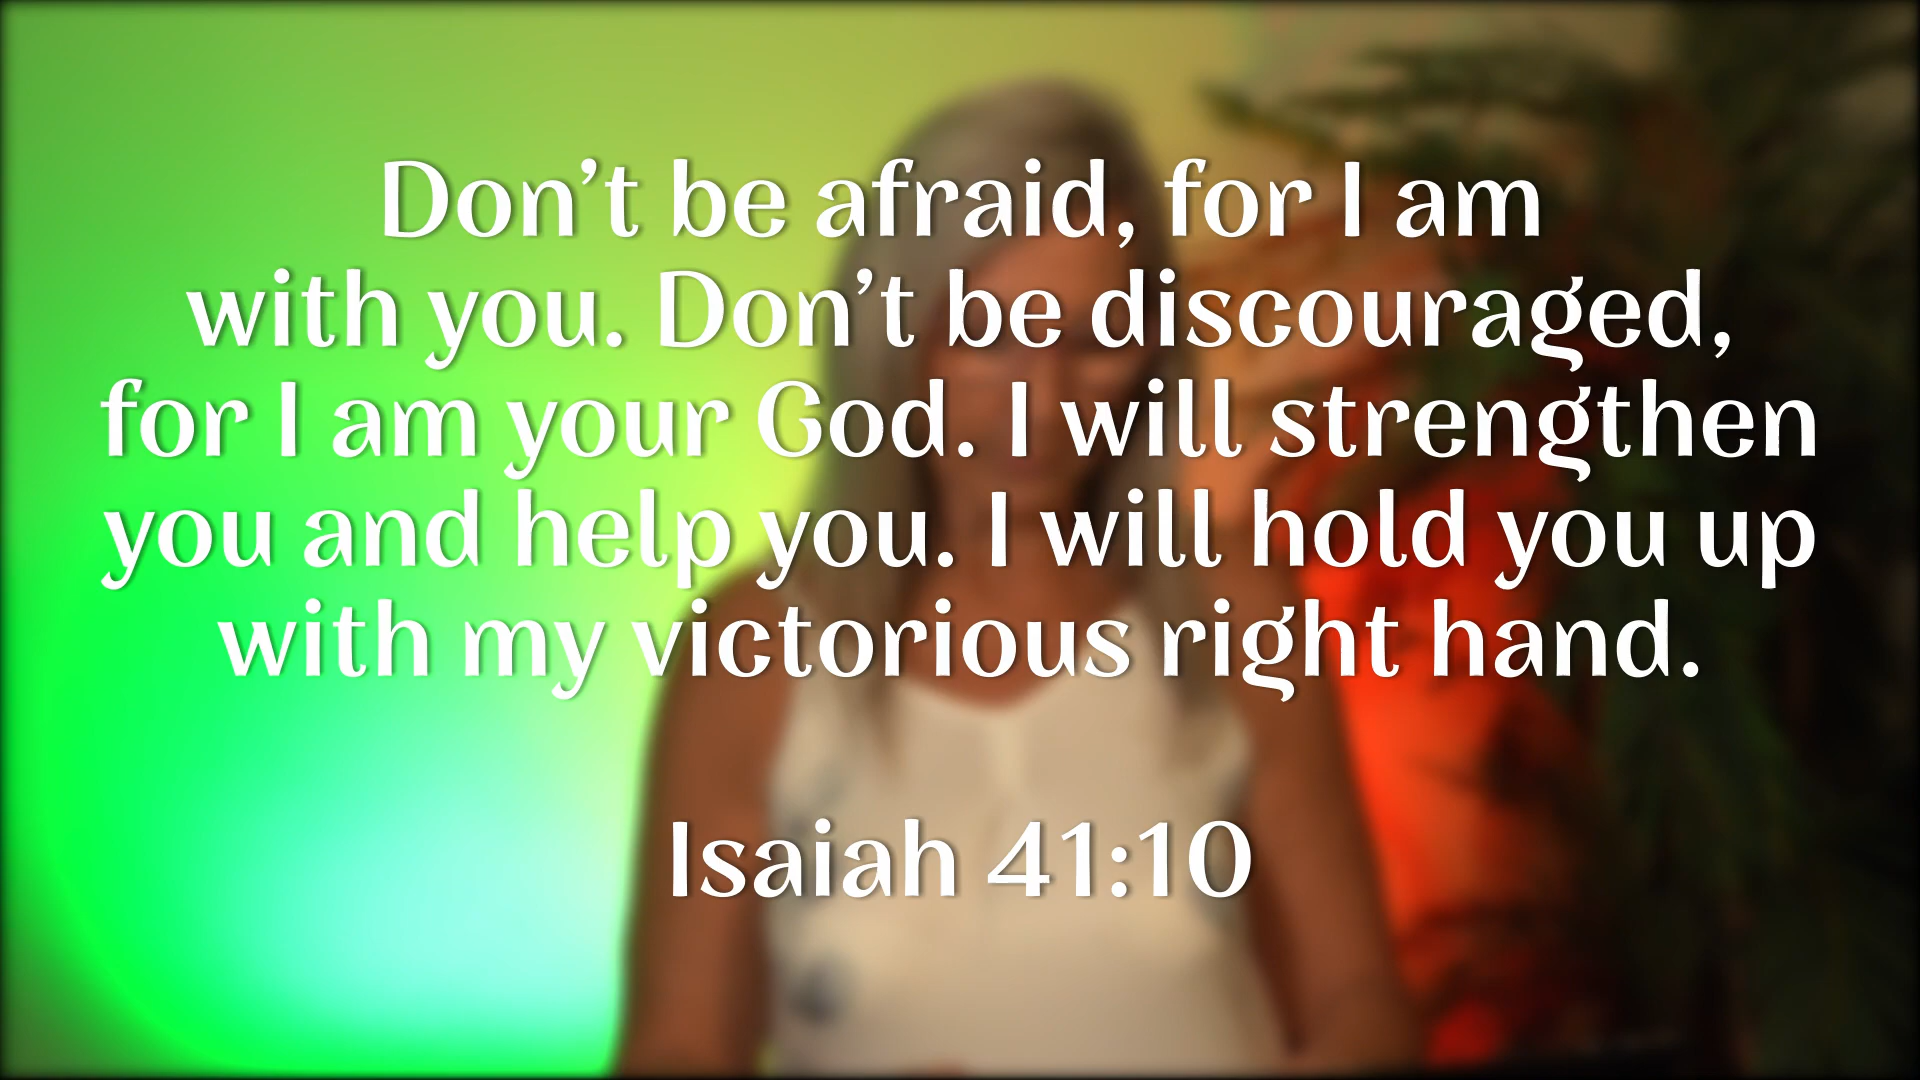 Don’t be afraid, for I am
with you. Don’t be discouraged,
for I am your God. I will strengthen
you and help you. I will hold you up
with my victorious right hand.
Isaiah 41:10